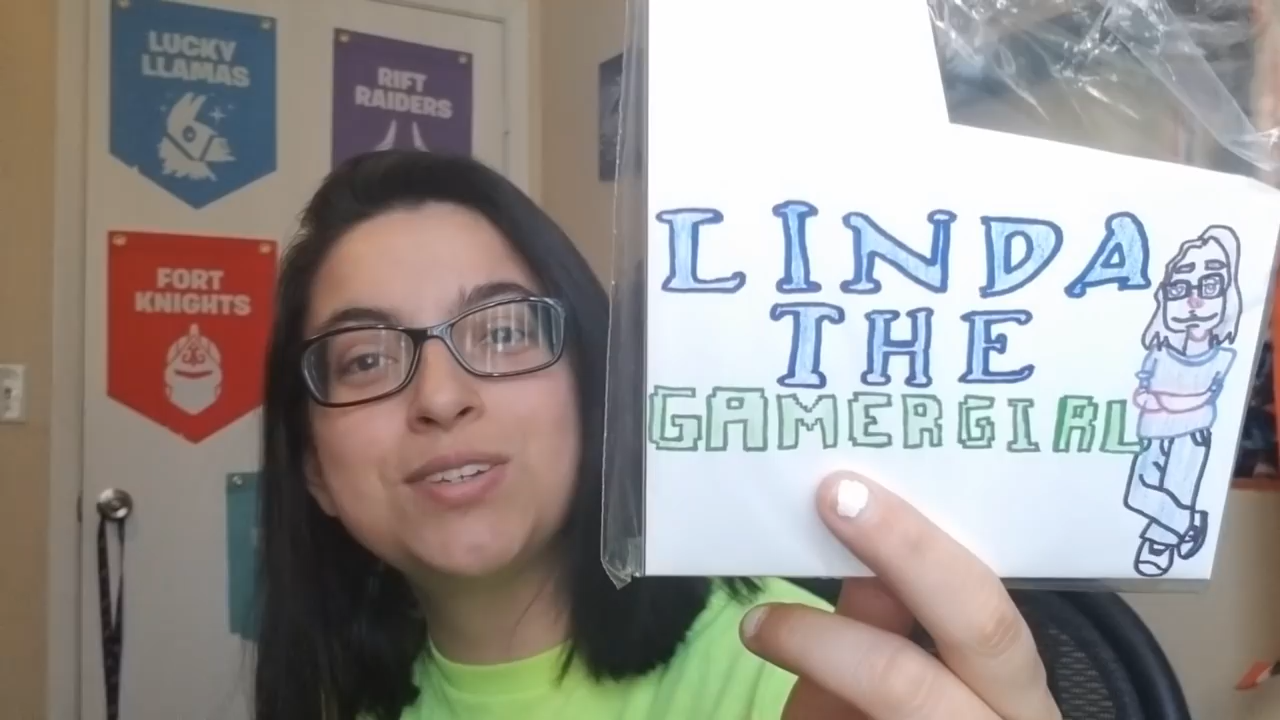 LUCKY
LLAMAS
RIFT
RAIDERS
FORT
KNIGHTS
LINDA
THE
GAMERGIRL